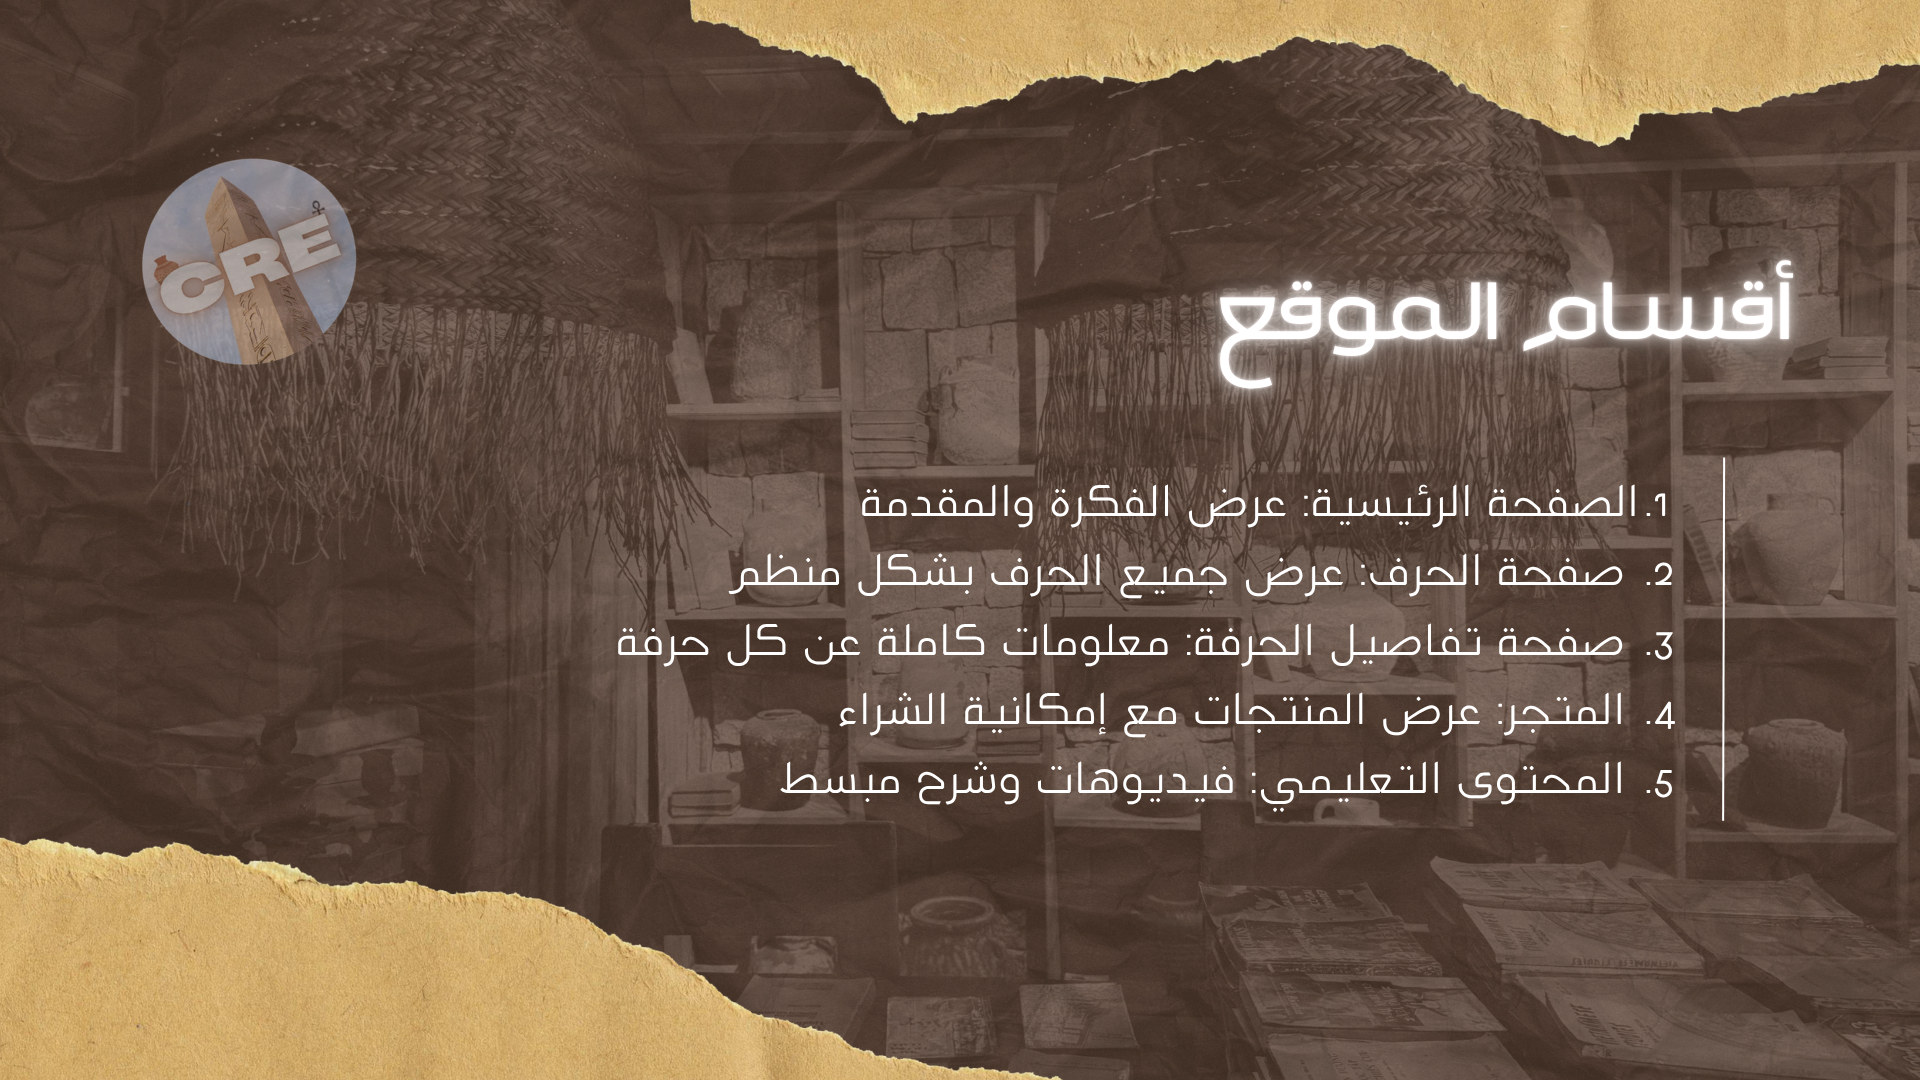 CRE
أقسام الموقع
1. الصفحة الرئيسية: عرض الفكرة والمقدمة
2. صفحة الحرف: عرض جميع الحرف بشكل منظم
3. صفحة تفاصيل الحرفة: معلومات كاملة عن كل حرفة
4. المتجر: عرض المنتجات مع إمكانية الشراء
5. المحتوى التعليمي: فيديوهات وشرح مبسط